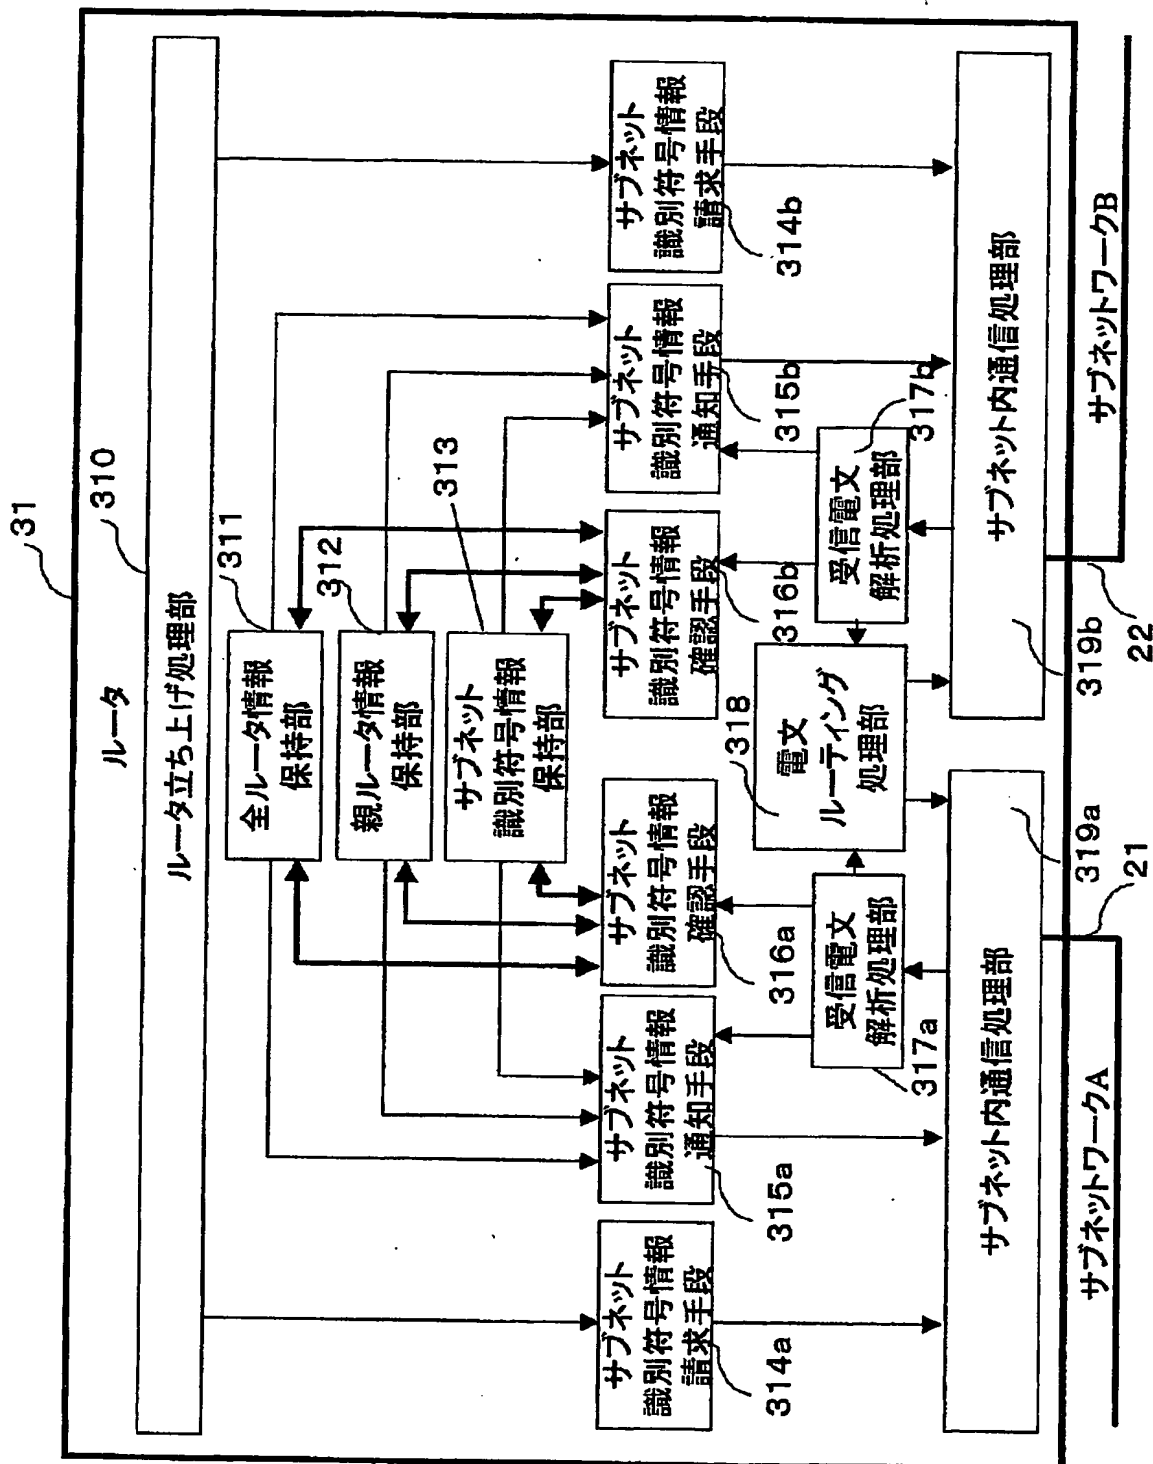 31
ルータ
310
ルータ立ち上げ処理部
311
全ルータ情報
保持部
312
親ルータ情報
保持部
313
サブネット
識別符号情報
保持部
サブネット
識別符号情報
請求手段
314a
サブネット
識別符号情報
通知手段
315a
サブネット
識別符号情報
確認手段
316a
サブネット
識別符号情報
確認手段
316b
サブネット
識別符号情報
通知手段
315b
サブネット
識別符号情報
請求手段
314b
受信電文
解析処理部
317a
318
電文
ルーティング
処理部
受信電文
解析処理部
317b
サブネット内通信処理部
319a
サブネット内通信処理部
319b
サブネットワークA
21
22
サブネットワークB